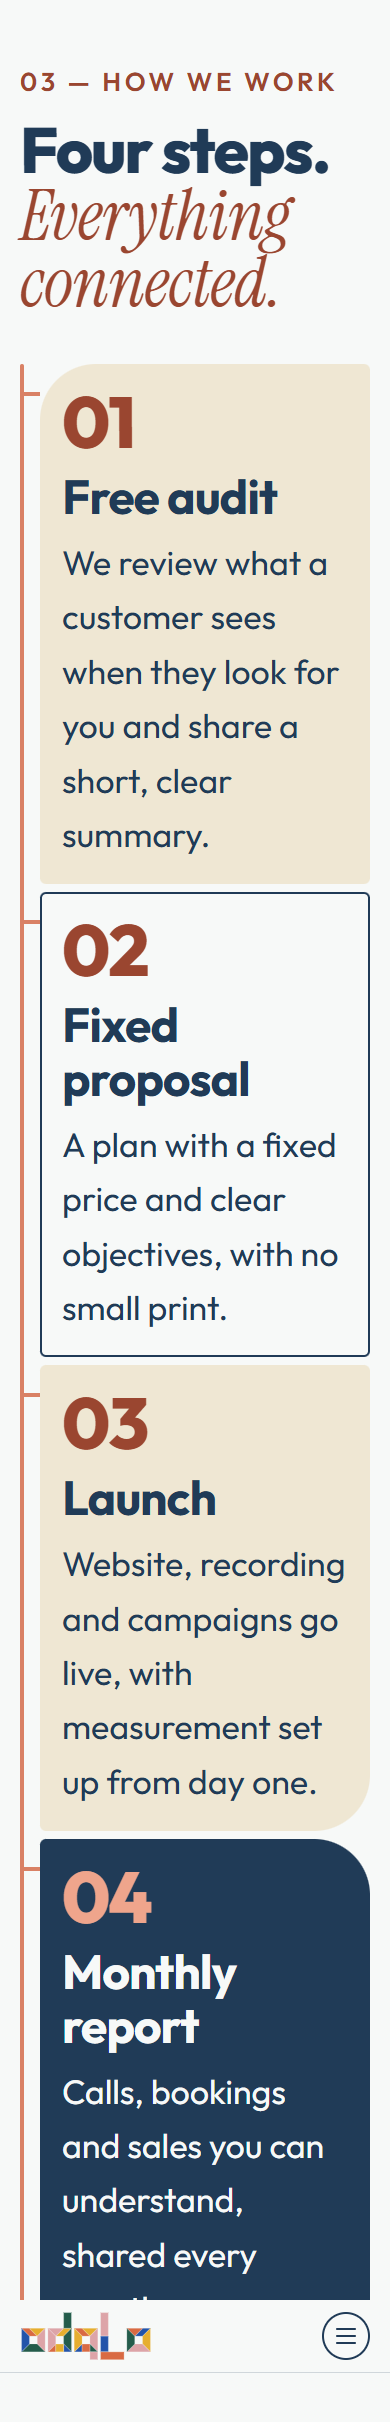 03 — HOW WE WORK
Four steps.
Everything
connected.
01
Free audit
We review what a
customer sees
when they look for
you and share a
short, clear
summary.
02
Fixed
proposal
A plan with a fixed
price and clear
objectives, with no
small print.
03
Launch
Website, recording
and campaigns go
live, with
measurement set
up from day one.
04
Monthly
report
Calls, bookings
and sales you can
understand,
shared every